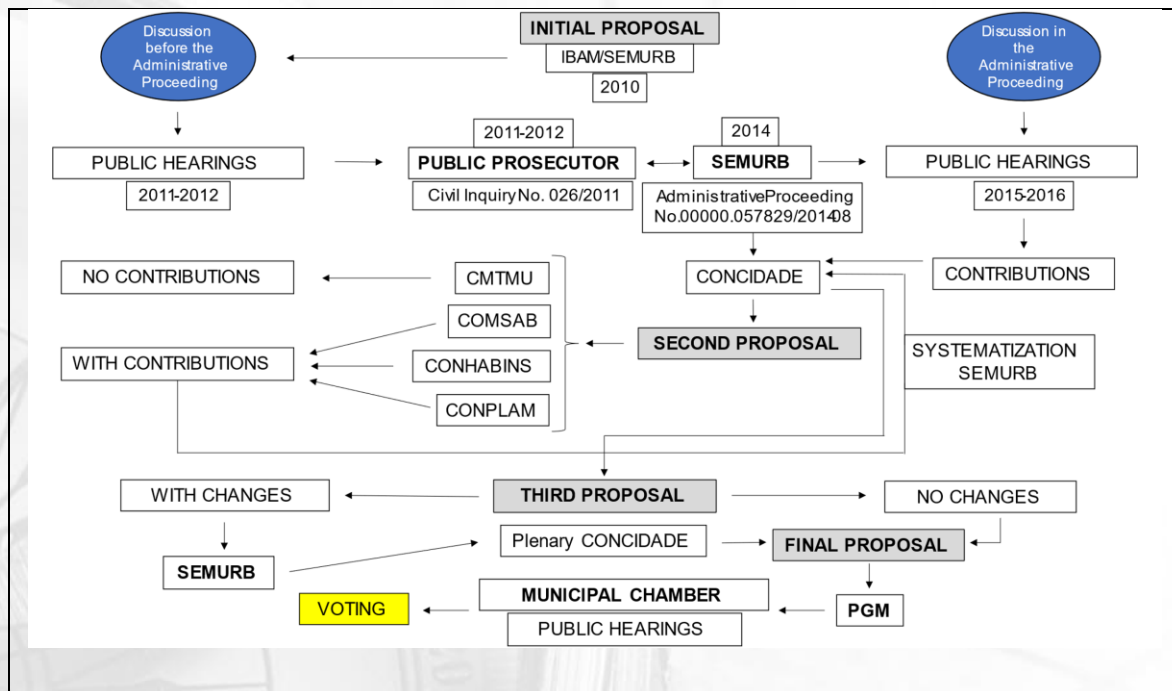 Discussion
before the
Administrative
Proceeding
INITIAL PROPOSAL
IBAM/SEMURB
2010
Discussion in
the
Administrative
Proceeding
2011-2012
2014
PUBLIC HEARINGS
PUBLIC PROSECUTOR
SEMURB
PUBLIC HEARINGS
2011-2012
Civil Inquiry No. 026/2011
AdministrativeProceeding
No.00000.057829/201408
2015-2016
NO CONTRIBUTIONS
CMTMU
CONCIDADE
CONTRIBUTIONS
COMSAB
SECOND PROPOSAL
SYSTEMATIZATION
SEMURB
WITH CONTRIBUTIONS
CONHABINS
CONPLAM
WITH CHANGES
THIRD PROPOSAL
NO CHANGES
Plenary CONCIDADE
FINAL PROPOSAL
SEMURB
MUNICIPAL CHAMBER
VOTING
PGM
PUBLIC HEARINGS